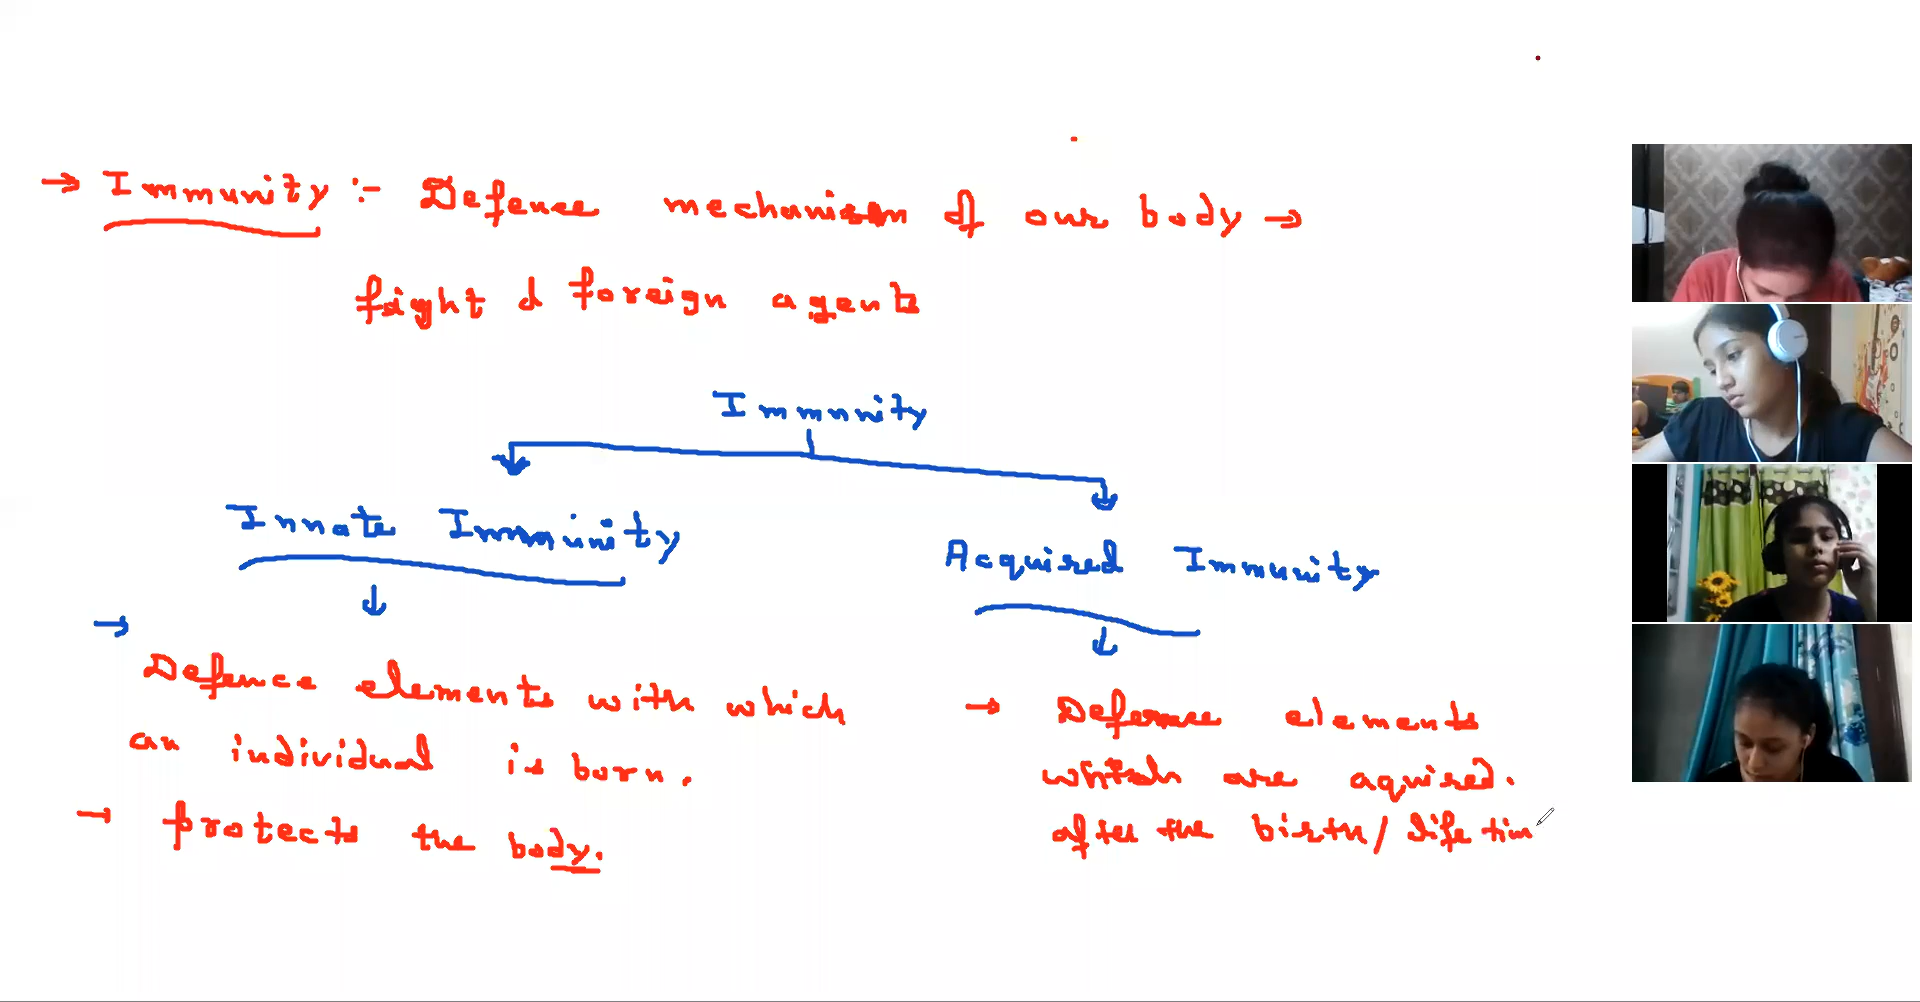 → Immunity :- Defence mechanism of our body →
fight d foreign agents
Immunity
Innate Immunity
Acquired Immunity
→
Defence elements with which
an individual is born.
→ protects the body.
→ Defence elements
which are aquired.
after the birth/ life tim